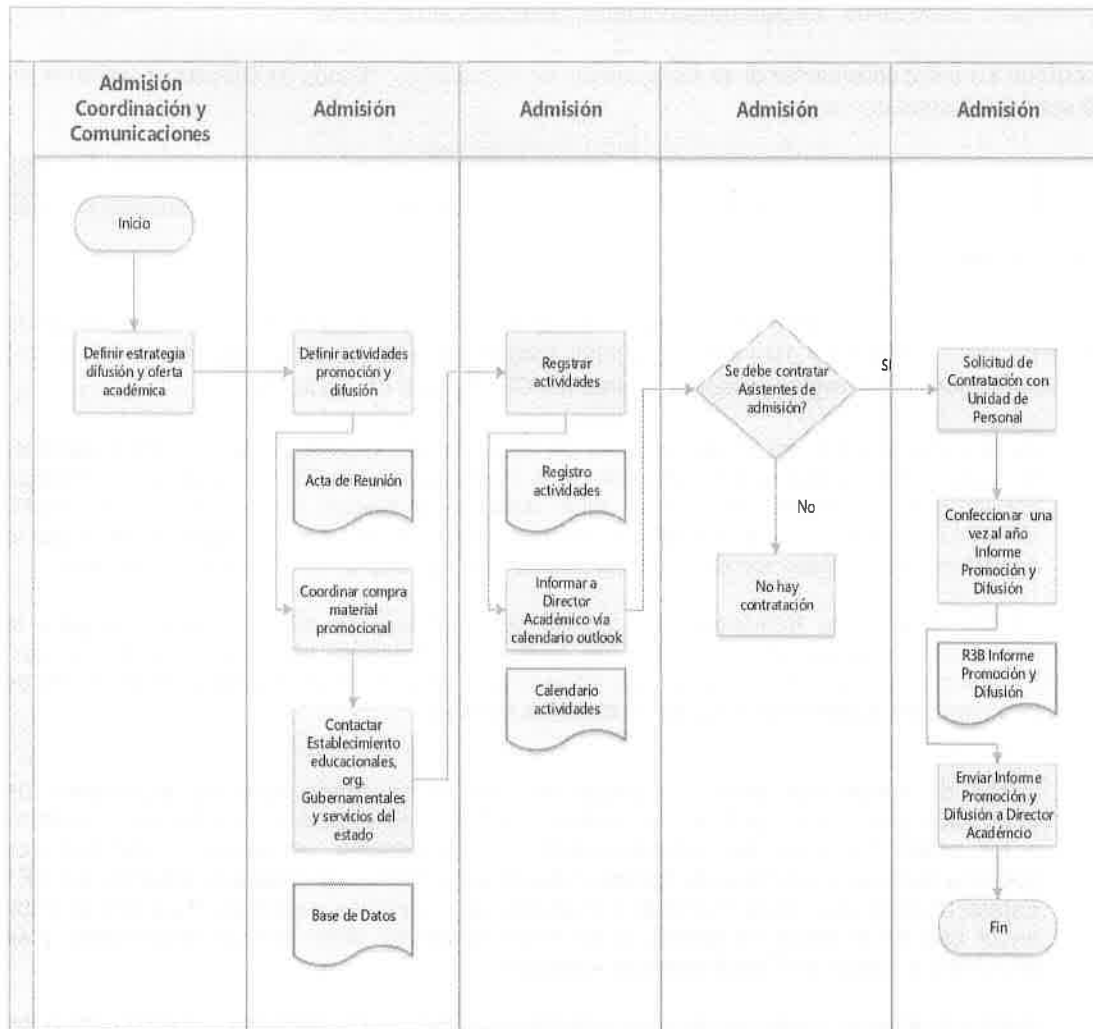 Admisión
Coordinación y
Comunicaciones
Admisión
Admisión
Admisión
Admisión
Inicio
Definir estrategia
difusión y oferta
académica
Definir actividades
promoción y
difusión
Acta de Reunión
Coordinar compra
material
promocional
Contactar
Establecimiento
educacionales,
org.
Gubernamentales
y servicios del
estado
Base de Datos
Regstrar
actividades
Registro
actividades
Informar a
Director
Académico vía
calendario outlook
Calendario
actividades
Se debe contratar
Asistentes de
admisión?
Si
No
No hay
contratación
Solicitud de
Contratación con
Unidad de
Personal
Confeccionar una
vez al año
Informe
Promoción y
Difusión
R3B Informe
Promoción y
Difusión
Enviar Informe
Promoción y
Difusión a Director
Académcio
Fin